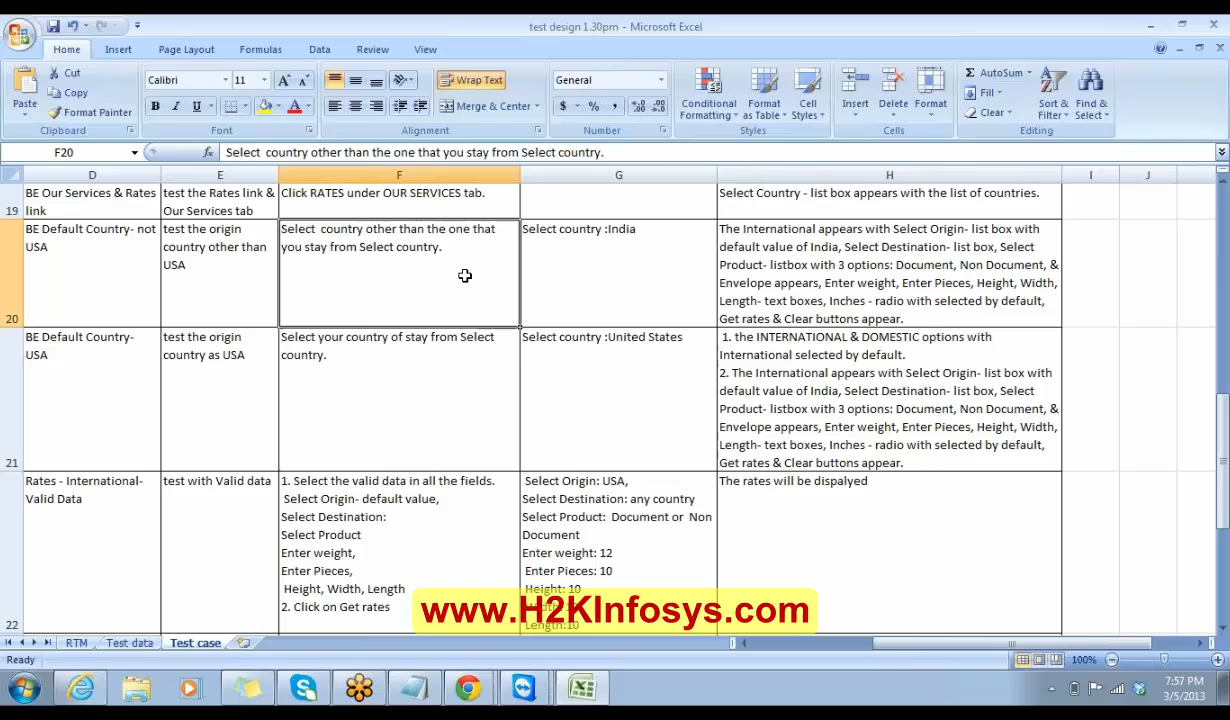 test design 1.30pm - Microsoft Excel
Home Insert Page Layout Formulas Data Review View
Paste
Cut
Copy
Format Painter
Clipboard
Calibri 11
B I U
Font
Wrap Text
Merge & Center
Alignment
General
$ % ,
Number
Conditional Formatting
Format as Table
Cell Styles
Styles
Insert Delete Format
Cells
AutoSum
Fill
Clear
Sort & Filter
Find & Select
Editing
F20 fx Select country other than the one that you stay from Select country.
D E F G H I J
19
BE Our Services & Rates
link
test the Rates link &
Our Services tab
Click RATES under OUR SERVICES tab.
Select Country - list box appears with the list of countries.
20
BE Default Country- not
USA
test the origin
country other than
USA
Select country other than the one that
you stay from Select country.
Select country :India
The International appears with Select Origin- list box with
default value of India, Select Destination- list box, Select
Product- listbox with 3 options: Document, Non Document, &
Envelope appears, Enter weight, Enter Pieces, Height, Width,
Length- text boxes, Inches - radio with selected by default,
Get rates & Clear buttons appear.
21
BE Default Country-
USA
test the origin
country as USA
Select your country of stay from Select
country.
Select country :United States
1. the INTERNATIONAL & DOMESTIC options with
International selected by default.
2. The International appears with Select Origin- list box with
default value of India, Select Destination- list box, Select
Product- listbox with 3 options: Document, Non Document, &
Envelope appears, Enter weight, Enter Pieces, Height, Width,
Length- text boxes, Inches - radio with selected by default,
Get rates & Clear buttons appear.
22
Rates - International-
Valid Data
test with Valid data
1. Select the valid data in all the fields.
Select Origin- default value,
Select Destination:
Select Product
Enter weight,
Enter Pieces,
Height, Width, Length
2. Click on Get rates
Select Origin: USA,
Select Destination: any country
Select Product: Document or Non
Document
Enter weight: 12
Enter Pieces: 10
Height: 10
Length:10
The rates will be dispalyed
www.H2KInfosys.com
RTM Test data Test case
Ready
100%
7:57 PM
3/5/2013